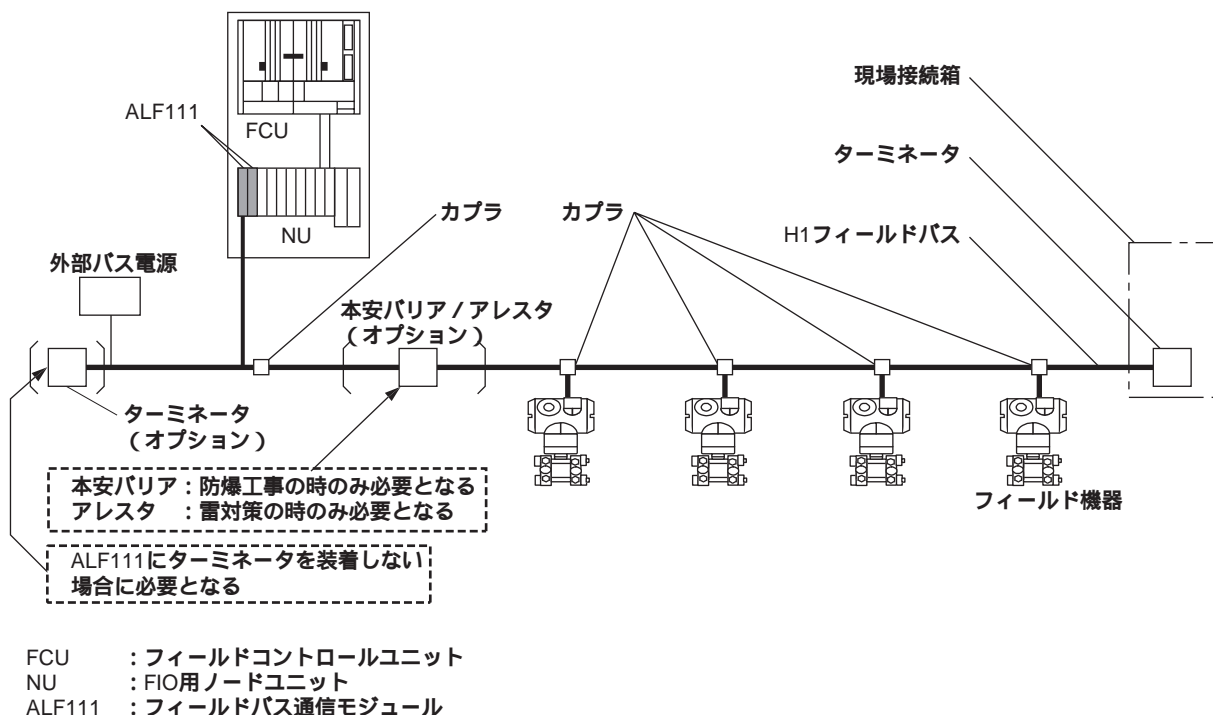 ALF111
FCU
NU
現場接続箱
ターミネータ
カプラ
カプラ
H1フィールドバス
外部バス電源
本安バリア / アレスタ
（オプション）
ターミネータ
（オプション）
本安バリア：防爆工事の時のみ必要となる
アレスタ　：雷対策の時のみ必要となる
フィールド機器
ALF111にターミネータを装着しない
場合に必要となる
FCU　：フィールドコントロールユニット
NU　：FIO用ノードユニット
ALF111　：フィールドバス通信モジュール